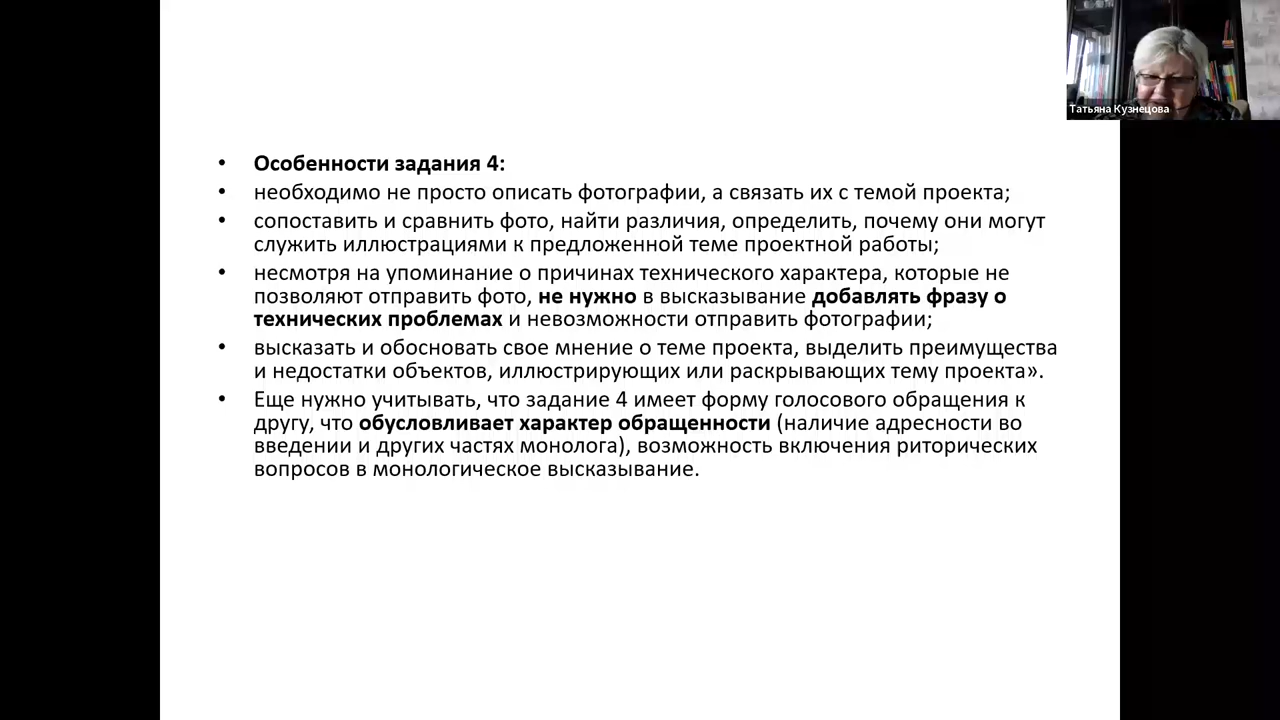 Татьяна Кузнецова
• Особенности задания 4:
• необходимо не просто описать фотографии, а связать их с темой проекта;
• сопоставить и сравнить фото, найти различия, определить, почему они могут
служить иллюстрациями к предложенной теме проектной работы;
• несмотря на упоминание о причинах технического характера, которые не
позволяют отправить фото, не нужно в высказывание добавлять фразу о
технических проблемах и невозможности отправить фотографии;
• высказать и обосновать свое мнение о теме проекта, выделить преимущества
и недостатки объектов, иллюстрирующих или раскрывающих тему проекта».
• Еще нужно учитывать, что задание 4 имеет форму голосового обращения к
другу, что обусловливает характер обращенности (наличие адресности во
введении и других частях монолога), возможность включения риторических
вопросов в монологическое высказывание.